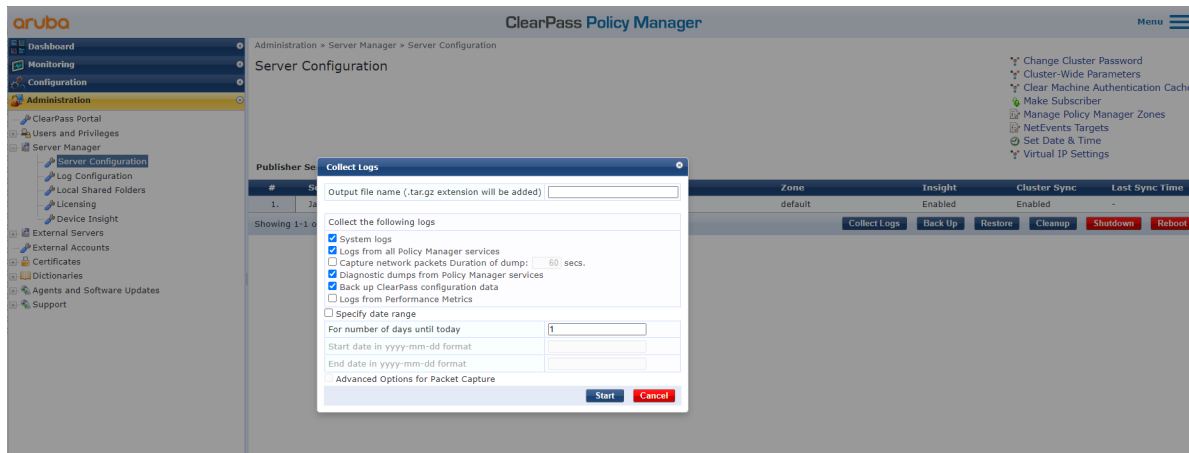 aruba
ClearPass Policy Manager
Menu
Dashboard
Monitoring
Configuration
Administration
ClearPass Portal
Users and Privileges
Server Manager
Server Configuration
Log Configuration
Local Shared Folders
Licensing
Device Insight
External Servers
External Accounts
Certificates
Dictionaries
Agents and Software Updates
Support
Administration » Server Manager » Server Configuration
Server Configuration
Change Cluster Password
Cluster-Wide Parameters
Clear Machine Authentication Cache
Make Subscriber
Manage Policy Manager Zones
NetEvents Targets
Set Date & Time
Virtual IP Settings
Publisher Se
# Se Zone Insight Cluster Sync Last Sync Time
1. Ja default Enabled Enabled -
Showing 1-1 o
Collect Logs Back Up Restore Cleanup Shutdown Reboot
Collect Logs
Output file name (.tar.gz extension will be added)
Collect the following logs
System logs
Logs from all Policy Manager services
Capture network packets Duration of dump: 60 secs.
Diagnostic dumps from Policy Manager services
Back up ClearPass configuration data
Logs from Performance Metrics
Specify date range
For number of days until today 1
Start date in yyyy-mm-dd format
End date in yyyy-mm-dd format
Advanced Options for Packet Capture
Start Cancel